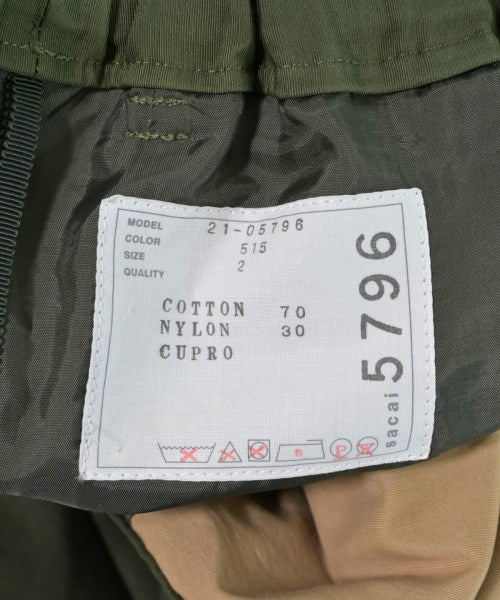 MODEL 21-05796
COLOR 515
SIZE 2
QUALITY
COTTON 70
NYLON 30
CUPRO
sacai 5796
P
W